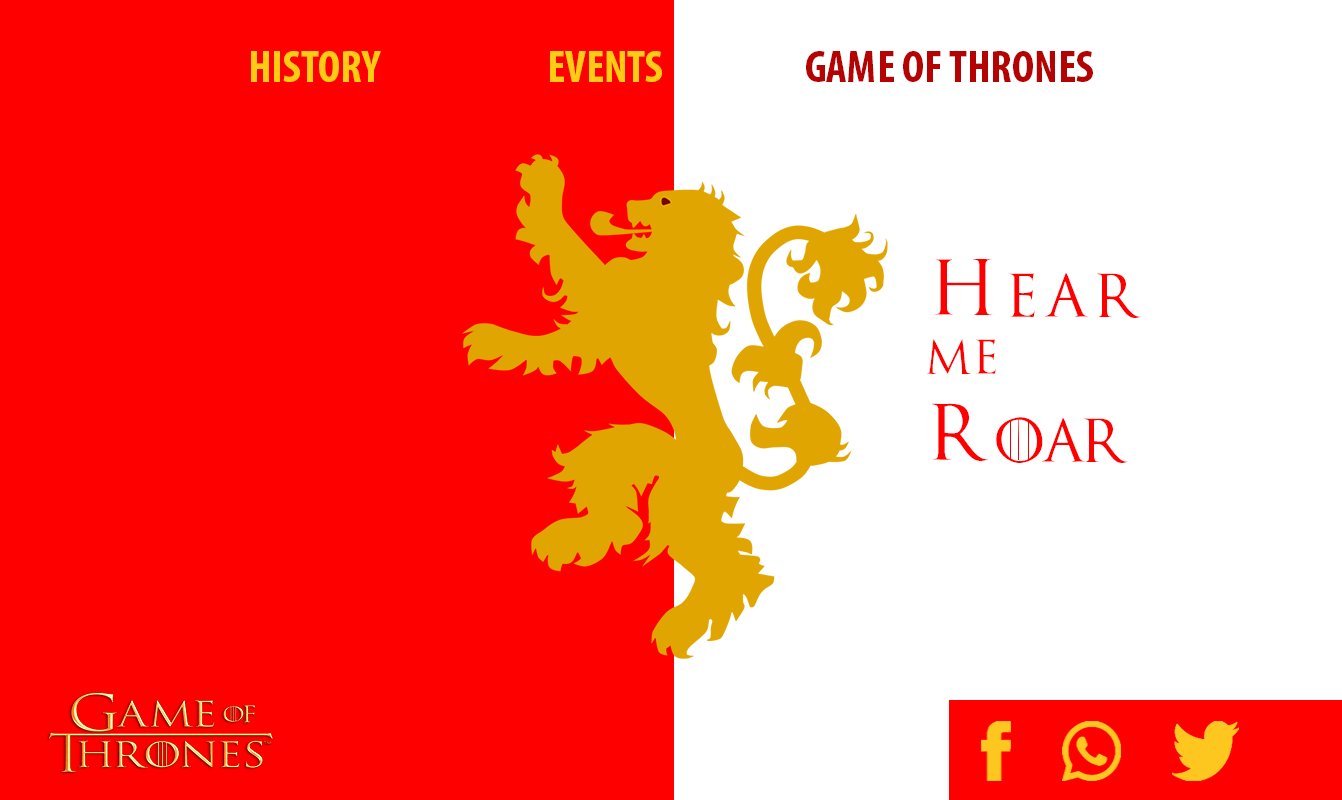 HISTORY EVENTS GAME OF THRONES
HEAR
ME
ROAR
GAME OF
THRONES